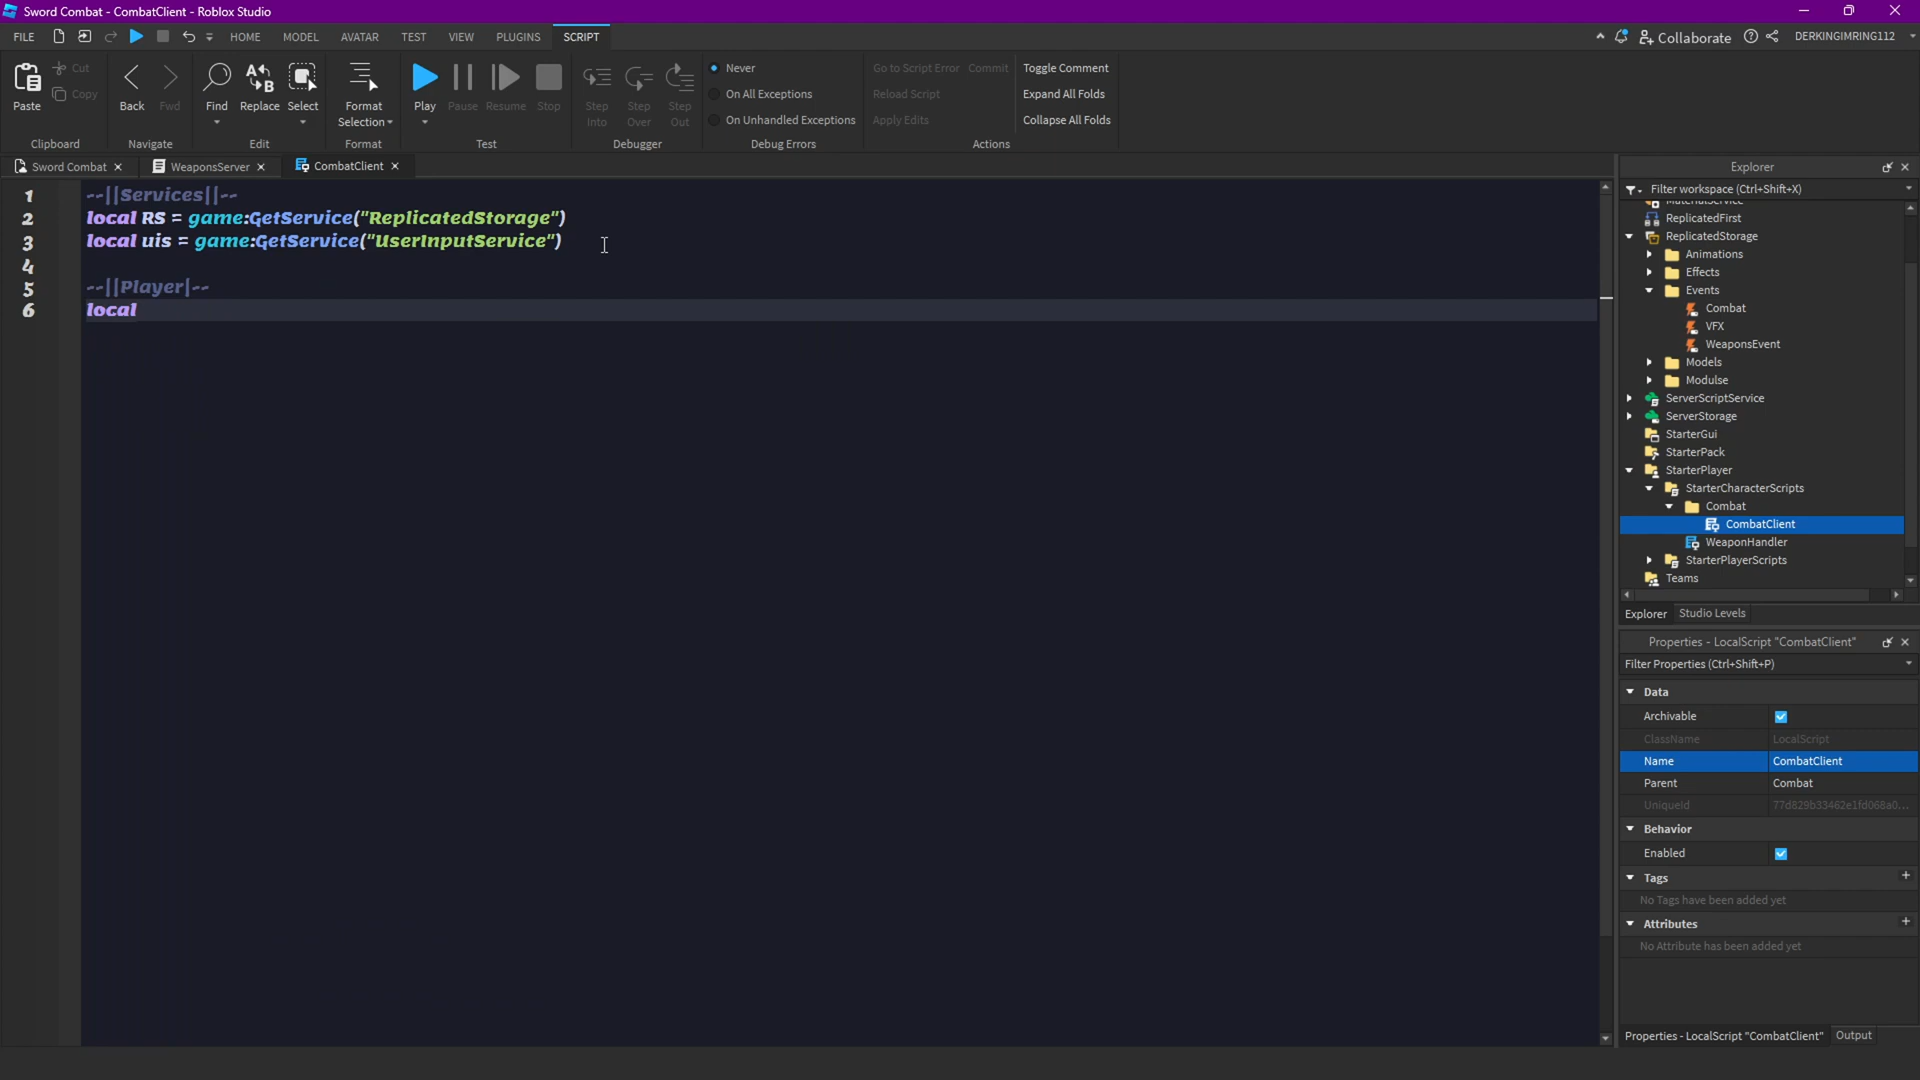 Sword Combat - CombatClient - Roblox Studio
FILE HOME MODEL AVATAR TEST VIEW PLUGINS SCRIPT Collaborate DERKINGIMRING112
Paste Cut Copy Clipboard
Back Fwd Navigate
Find Replace Select Edit
Format Selection Format
Play Pause Resume Stop Test
Step Into Step Over Step Out Debugger
Never
On All Exceptions
On Unhandled Exceptions
Debug Errors
Go to Script Error Commit
Reload Script
Apply Edits
Toggle Comment
Expand All Folds
Collapse All Folds
Actions
Sword Combat WeaponsServer CombatClient
1 --||Services||--
2 local RS = game:GetService("ReplicatedStorage")
3 local uis = game:GetService("UserInputService")
4
5 --||Player|--
6 local
Explorer
Filter workspace (Ctrl+Shift+X)
MaterialService
ReplicatedFirst
ReplicatedStorage
Animations
Effects
Events
Combat
VFX
WeaponsEvent
Models
Modulse
ServerScriptService
ServerStorage
StarterGui
StarterPack
StarterPlayer
StarterCharacterScripts
Combat
CombatClient
WeaponHandler
StarterPlayerScripts
Teams
Explorer Studio Levels
Properties - LocalScript "CombatClient"
Filter Properties (Ctrl+Shift+P)
Data
Archivable
ClassName LocalScript
Name CombatClient
Parent Combat
UniqueId 77d829b33462e1fd068a0...
Behavior
Enabled
Tags
No Tags have been added yet
Attributes
No Attribute has been added yet
Properties - LocalScript "CombatClient" Output